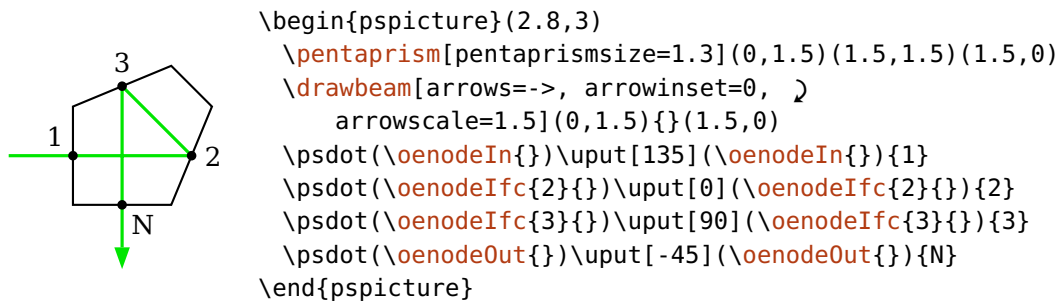 3
1
2
N
\begin{pspicture}(2.8,3)
\pentaprism[pentaprismsize=1.3](0,1.5)(1.5,1.5)(1.5,0)
\drawbeam[arrows=->, arrowinset=0,
arrowscale=1.5](0,1.5){}(1.5,0)
\psdot(\oenodeIn{})\uput[135](\oenodeIn{}){1}
\psdot(\oenodeIfc{2}{})\uput[0](\oenodeIfc{2}{}){2}
\psdot(\oenodeIfc{3}{})\uput[90](\oenodeIfc{3}{}){3}
\psdot(\oenodeOut{})\uput[-45](\oenodeOut{}){N}
\end{pspicture}